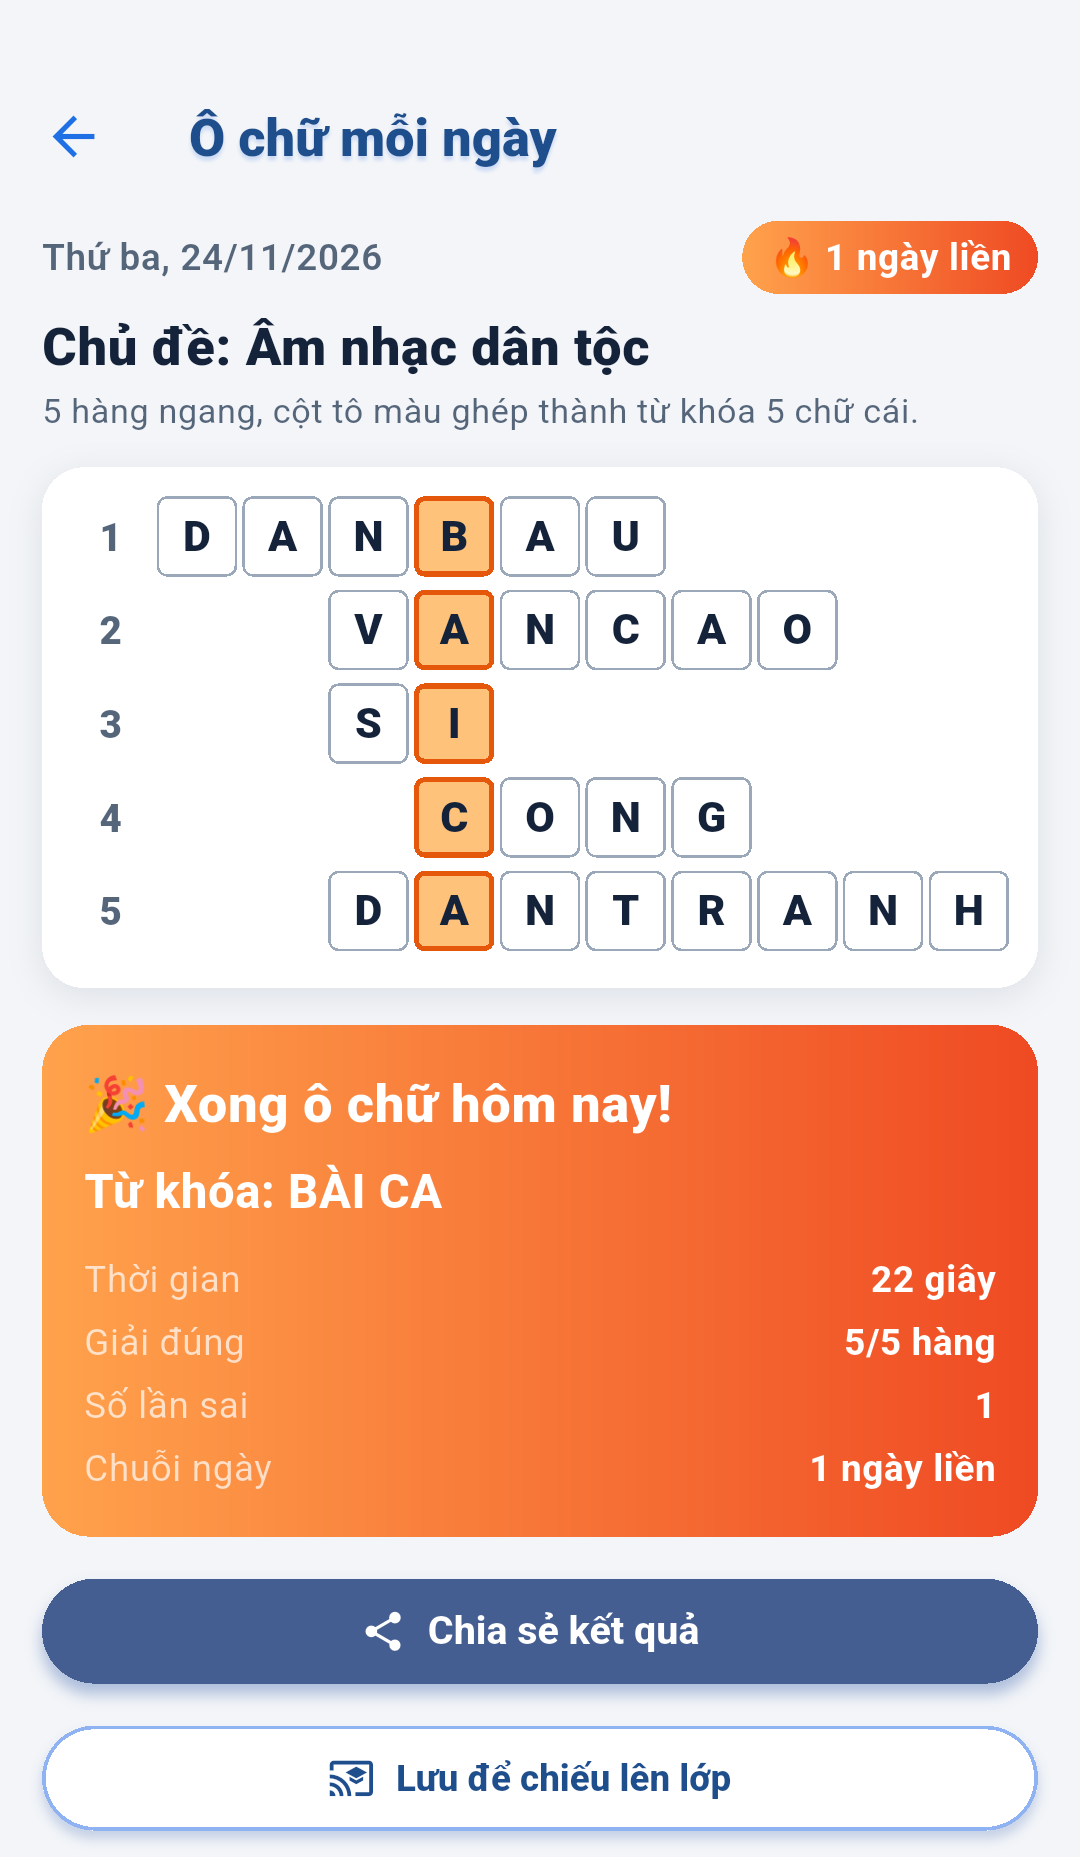 Ô chữ mỗi ngày
Thứ ba, 24/11/2026
🔥 1 ngày liền
Chủ đề: Âm nhạc dân tộc
5 hàng ngang, cột tô màu ghép thành từ khóa 5 chữ cái.
1 D A N B A U
2 V A N C A O
3 S I
4 C O N G
5 D A N T R A N H
🎉 Xong ô chữ hôm nay!
Từ khóa: BÀI CA
Thời gian 22 giây
Giải đúng 5/5 hàng
Số lần sai 1
Chuỗi ngày 1 ngày liền
Chia sẻ kết quả
Lưu để chiếu lên lớp